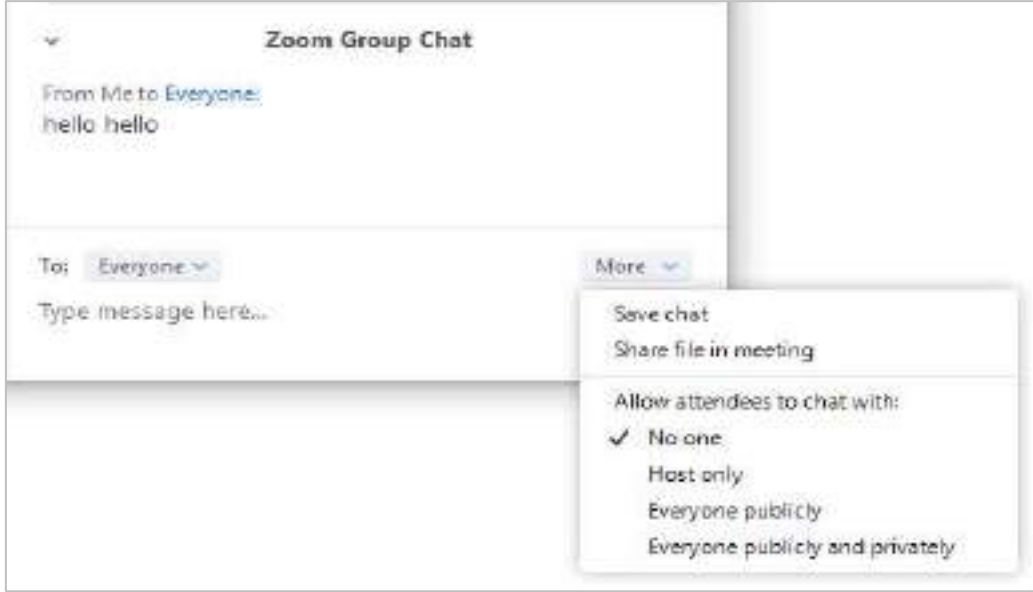 Zoom Group Chat
From Me to Everyone:
hello hello
To: Everyone
More
Type message here...
Save chat
Share file in meeting
Allow attendees to chat with:
✓ No one
Host only
Everyone publicly
Everyone publicly and privately